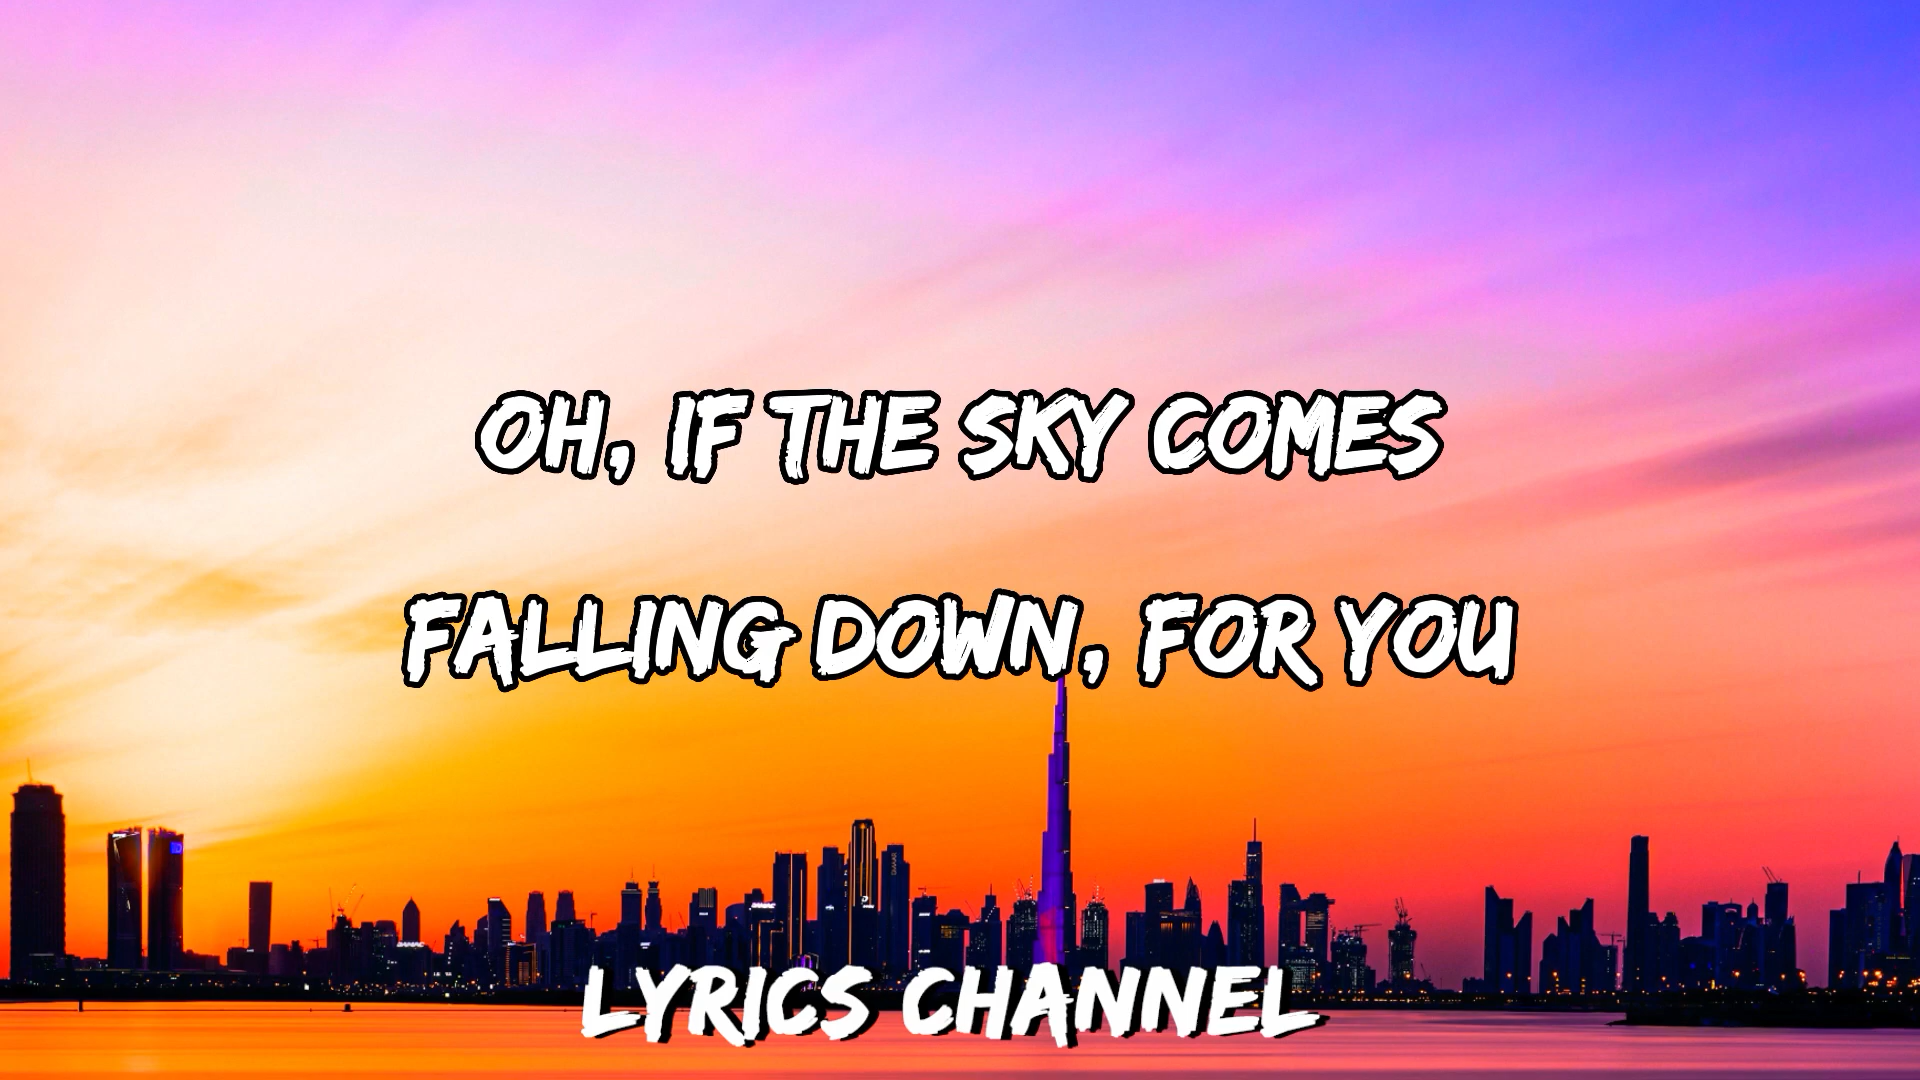 OH, IF THE SKY COMES
FALLING DOWN, FOR YOU
LYRICS CHANNEL